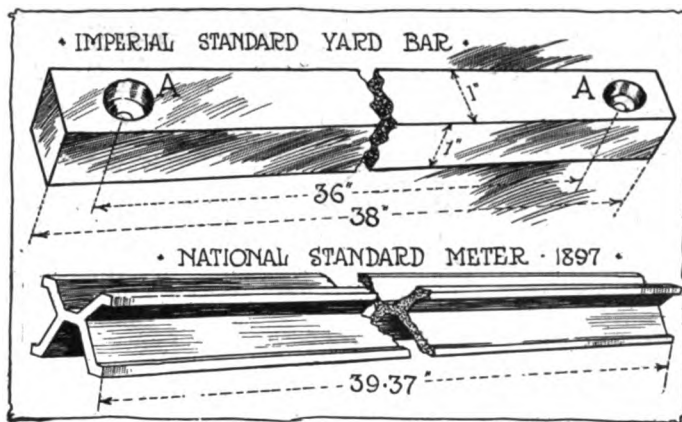 · IMPERIAL STANDARD YARD BAR ·
A
A
1"
1"
36"
38"
· NATIONAL STANDARD METER · 1897 ·
39·37"